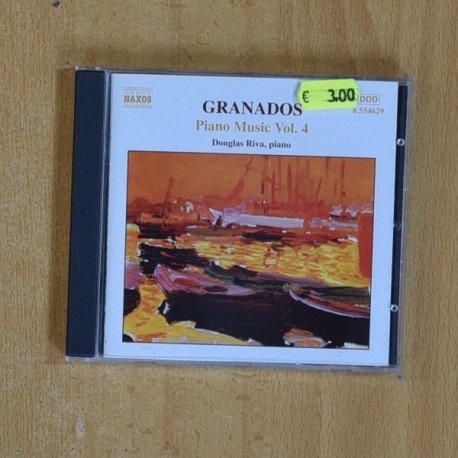 NAXOS
GRANADOS
€ 3.00
DDD
8.554629
Piano Music Vol. 4
Douglas Riva, piano